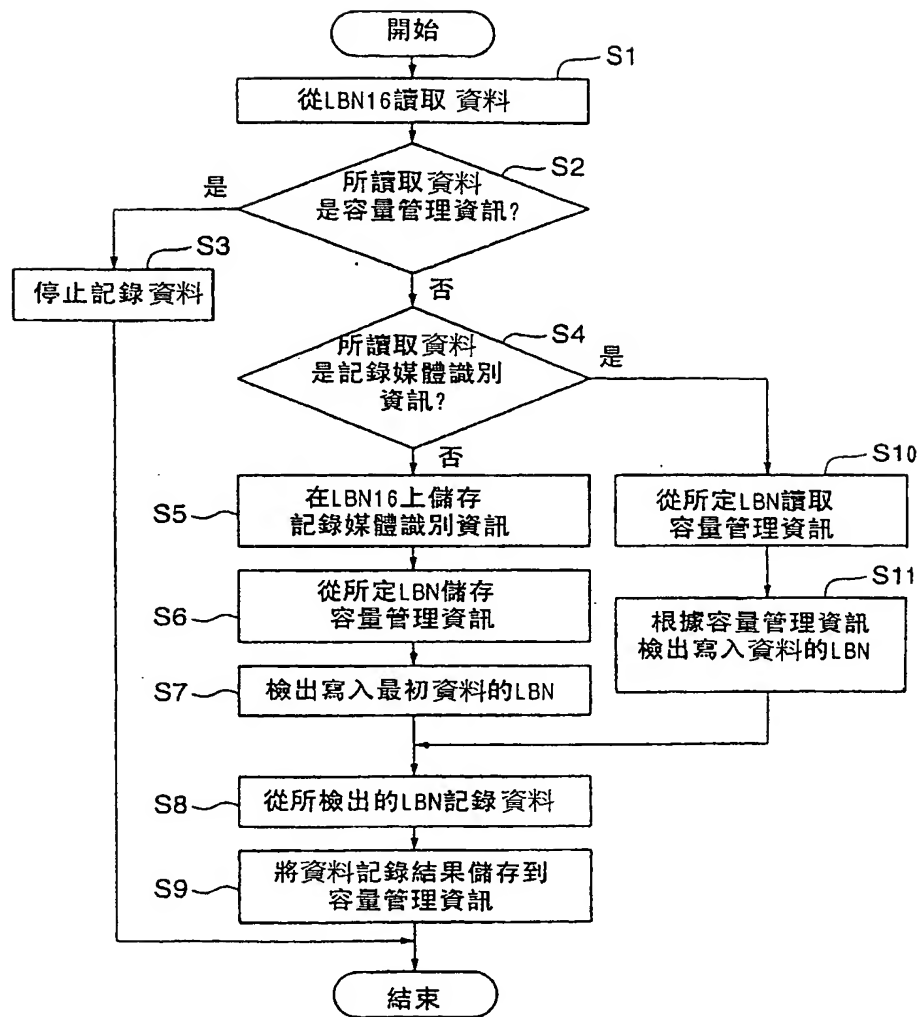 開始
S1
從LBN16讀取 資料
S2
所讀取資料
是容量管理資訊?
是
S3
停止記錄資料
否
S4
所讀取資料
是記錄媒體識別
資訊?
是
否
S5
在LBN16上儲存
記錄媒體識別資訊
S10
從所定LBN讀取
容量管理資訊
S6
從所定LBN儲存
容量管理資訊
S11
根據容量管理資訊
檢出寫入資料的LBN
S7
檢出寫入最初資料的LBN
S8
從所檢出的LBN記錄資料
S9
將資料記錄結果儲存到
容量管理資訊
結束